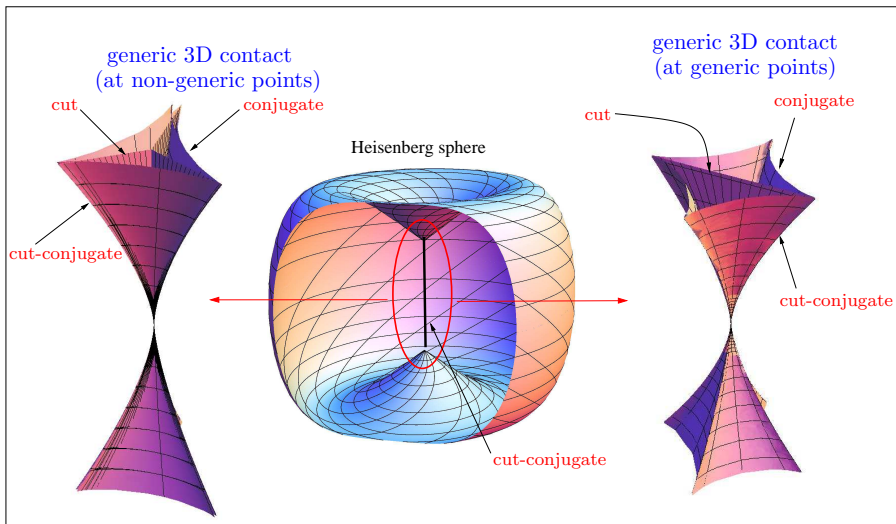 generic 3D contact
(at non-generic points)
cut
conjugate
cut-conjugate
Heisenberg sphere
cut-conjugate
generic 3D contact
(at generic points)
cut
conjugate
cut-conjugate